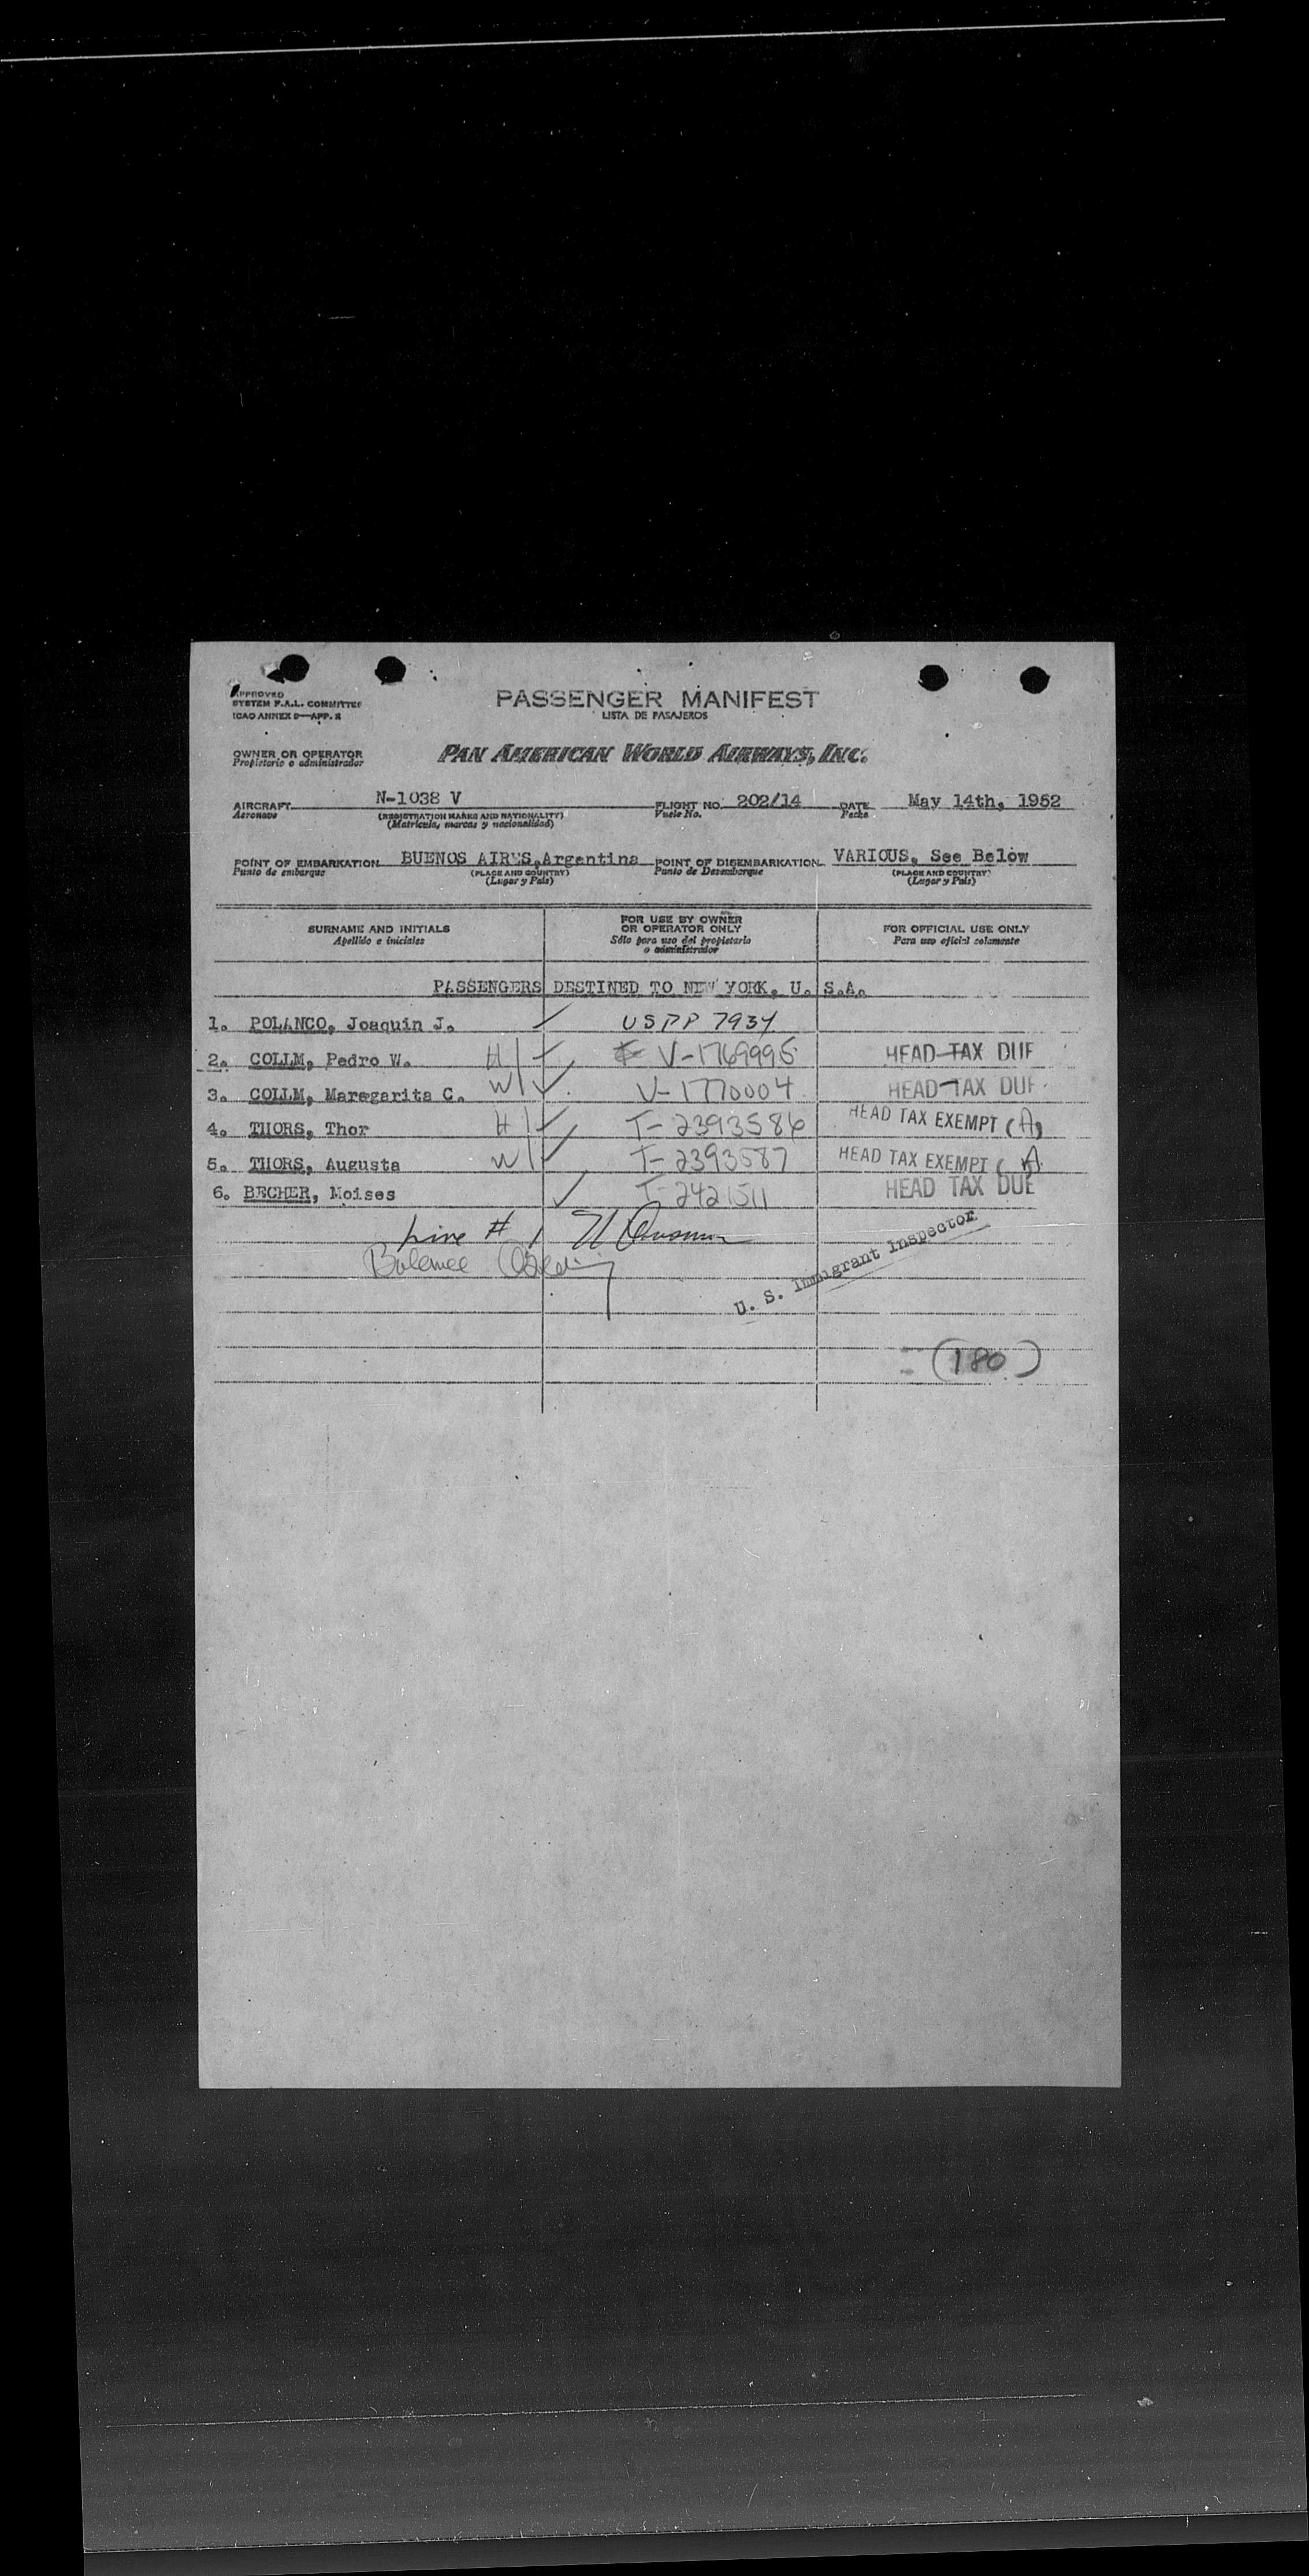 APPROVED
SYSTEM F.A.L. COMMITTEE
ICAO ANNEX 9—APP. 2
PASSENGER MANIFEST
LISTA DE PASAJEROS
OWNER OR OPERATOR
Propietario o administrador
PAN AMERICAN WORLD AIRWAYS, INC.
AIRCRAFT N-1038 V FLIGHT NO. 202/14 DATE May 14th, 1952
Aeronave (REGISTRATION MARKS AND NATIONALITY) Vuelo No. Fecha
(Matricula, marcas y nacionalidad)
POINT OF EMBARKATION BUENOS AIRES, Argentina POINT OF DISEMBARKATION VARIOUS, See Below
Punto de embarque (PLACE AND COUNTRY) Punto de Desembarque (PLACE AND COUNTRY)
(Lugar y País) (Lugar y País)
SURNAME AND INITIALS
Apellido e iniciales
FOR USE BY OWNER
OR OPERATOR ONLY
Sólo para uso del propietario
o administrador
FOR OFFICIAL USE ONLY
Para uso oficial solamente
PASSENGERS DESTINED TO NEW YORK, U. S.A.
1. POLANCO, Joaquin J. USPP 7934
2. COLLM, Pedro W. H V-1769995 HEAD TAX DUE
3. COLLM, Maregarita C. W V-1770004 HEAD TAX DUE
4. THORS, Thor H T-2393586 HEAD TAX EXEMPT (A)
5. THORS, Augusta W T-2393587 HEAD TAX EXEMPT (A)
6. BECHER, Moises T-2421511 HEAD TAX DUE
Line # 1
Balance
U. S. Immigrant Inspector
(180)